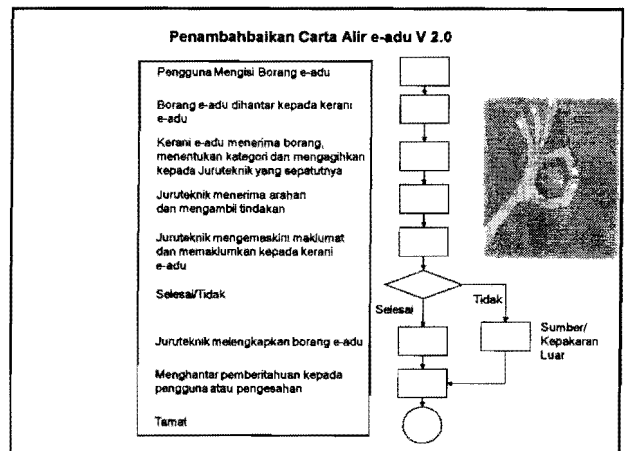 Penambahbaikan Carta Alir e-adu V 2.0
Pengguna Mengisi Borang e-adu
Borang e-adu dihantar kepada kerani
e-adu
Kerani e-adu menerima borang,
menentukan kategori dan mengagihkan
kepada Juruteknik yang sepatutnya
Juruteknik menerima arahan
dan mengambil tindakan
Juruteknik mengemaskini maklumat
dan memaklumkan kepada kerani
e-adu
Selesai/Tidak
Selesai
Tidak
Juruteknik melengkapkan borang e-adu
Sumber/
Kepakaran
Luar
Menghantar pemberitahuan kepada
pengguna atau pengesahan
Tamat